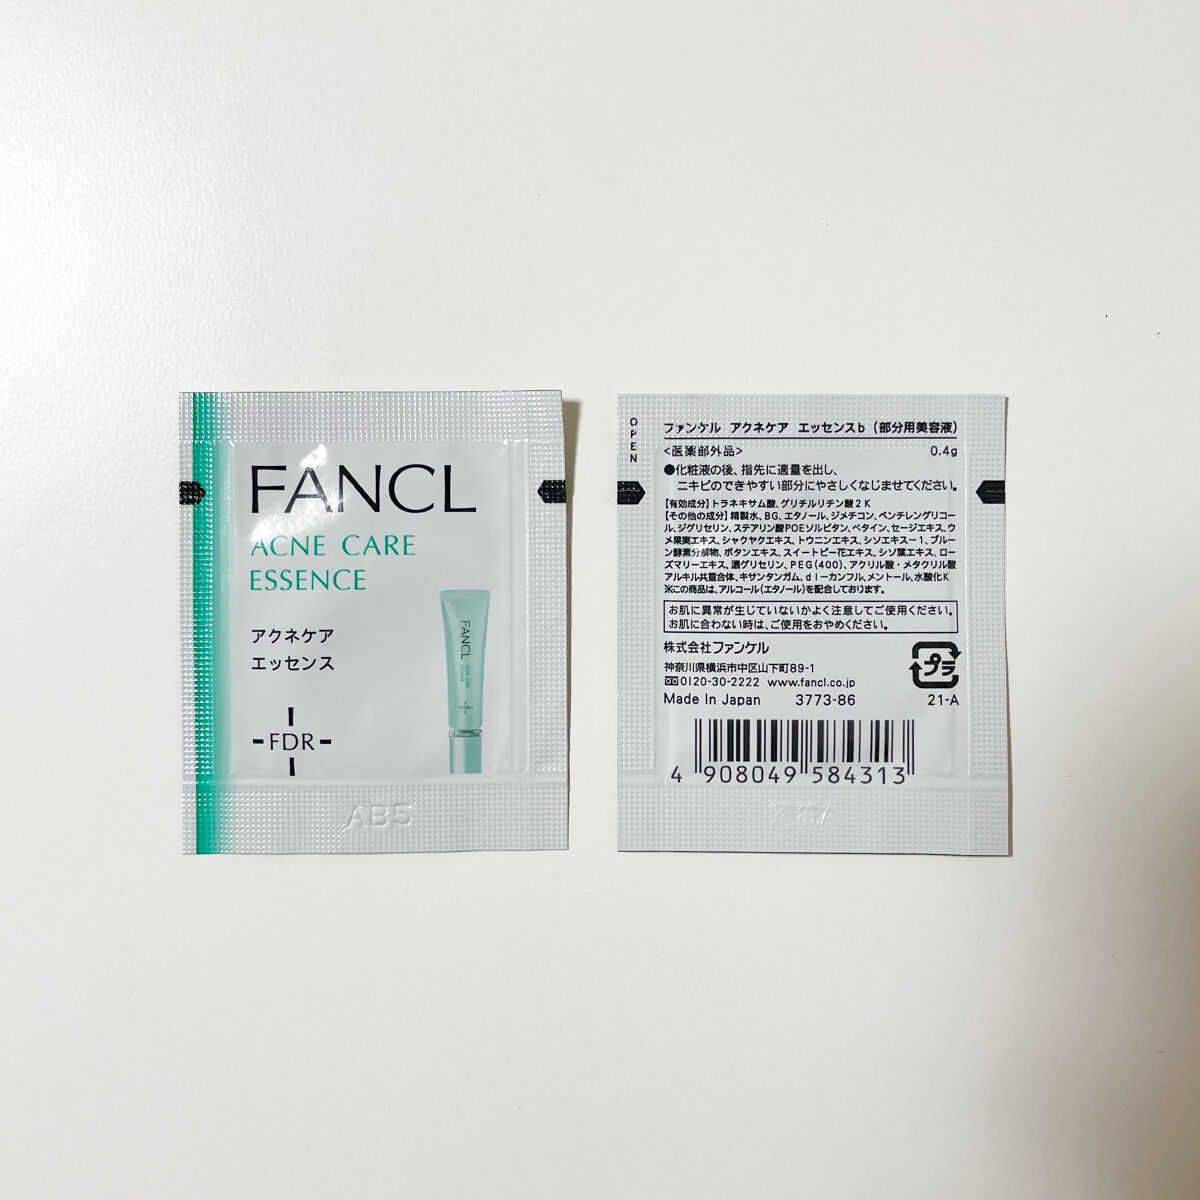 FANCL
ACNE CARE
ESSENCE
アクネケア
エッセンス
FANCL
ACNE CARE
FDR
AB5
OPEN
ファンケル アクネケア エッセンスb（部分用美容液）
<医薬部外品> 0.4g
●化粧液の後、指先に適量を出し、
ニキビのできやすい部分にやさしくなじませてください。
【有効成分】トラネキサム酸、グリチルリチン酸2K
【その他の成分】精製水、BG、エタノール、ジメチコン、ペンチレングリコー
ル、ジグリセリン、ステアリン酸POEソルビタン、ベタイン、セージエキス、ウ
メ果実エキス、シャクヤクエキス、トウニンエキス、シソエキス－1、プルー
ン酵素分解物、ボタンエキス、スイートピー花エキス、シソ葉エキス、ロー
ズマリーエキス、濃グリセリン、PEG(400)、アクリル酸・メタクリル酸
アルキル共重合体、キサンタンガム、dl－カンフル、メントール、水酸化K
※この商品は、アルコール（エタノール）を配合しております。
お肌に異常が生じていないかよく注意してご使用ください。
お肌に合わない時は、ご使用をおやめください。
株式会社ファンケル
神奈川県横浜市中区山下町89-1
0120-30-2222 www.fancl.co.jp
プラ
Made In Japan 3773-86 21-A
4 908049 584313